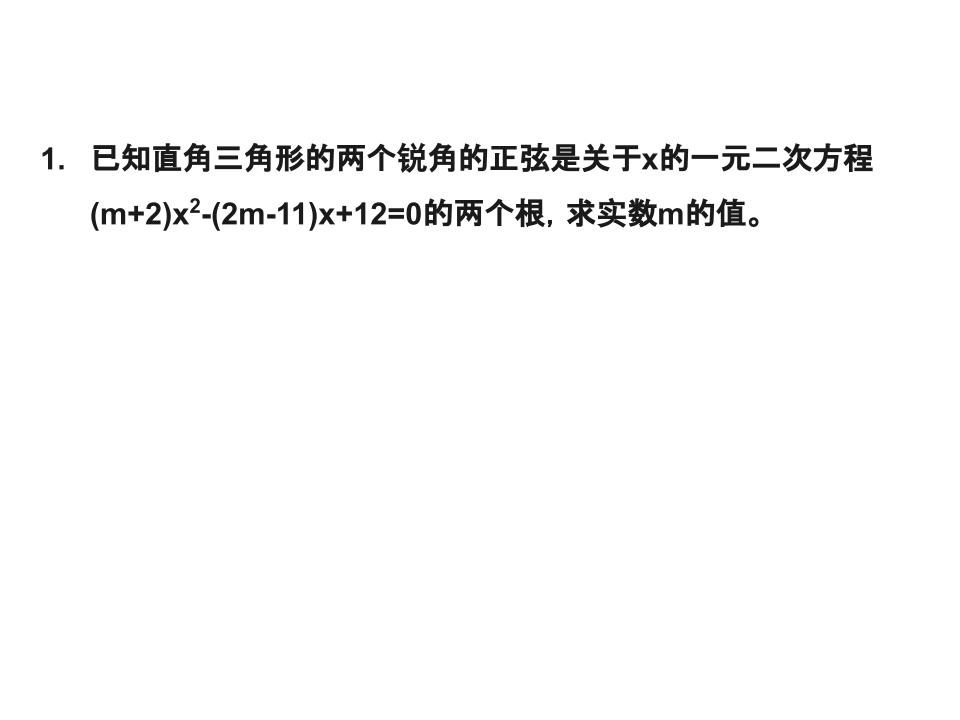 1. 已知直角三角形的两个锐角的正弦是关于x的一元二次方程
(m+2)x²-(2m-11)x+12=0的两个根，求实数m的值。